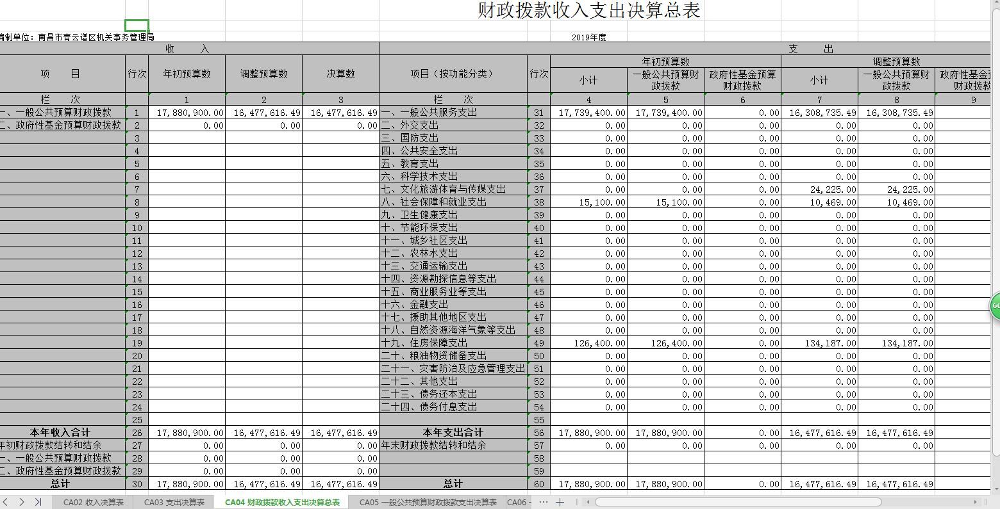 财政拨款收入支出决算总表
编制单位：南昌市青云谱区机关事务管理局 2019年度
收 入 支 出
项 目 行次 年初预算数 调整预算数 决算数 项目（按功能分类） 行次 年初预算数 调整预算数
小计 一般公共预算财政拨款 政府性基金预算财政拨款 小计 一般公共预算财政拨款 政府性基金预算财政拨款
栏 次 1 2 3 栏 次 4 5 6 7 8 9
一、一般公共预算财政拨款 1 17,880,900.00 16,477,616.49 16,477,616.49 一、一般公共服务支出 31 17,739,400.00 17,739,400.00 0.00 16,308,735.49 16,308,735.49
二、政府性基金预算财政拨款 2 0.00 0.00 0.00 二、外交支出 32 0.00 0.00 0.00 0.00 0.00
3 三、国防支出 33 0.00 0.00 0.00 0.00 0.00
4 四、公共安全支出 34 0.00 0.00 0.00 0.00 0.00
5 五、教育支出 35 0.00 0.00 0.00 0.00 0.00
6 六、科学技术支出 36 0.00 0.00 0.00 0.00 0.00
7 七、文化旅游体育与传媒支出 37 0.00 0.00 0.00 24,225.00 24,225.00
8 八、社会保障和就业支出 38 15,100.00 15,100.00 0.00 10,469.00 10,469.00
9 九、卫生健康支出 39 0.00 0.00 0.00 0.00 0.00
10 十、节能环保支出 40 0.00 0.00 0.00 0.00 0.00
11 十一、城乡社区支出 41 0.00 0.00 0.00 0.00 0.00
12 十二、农林水支出 42 0.00 0.00 0.00 0.00 0.00
13 十三、交通运输支出 43 0.00 0.00 0.00 0.00 0.00
14 十四、资源勘探信息等支出 44 0.00 0.00 0.00 0.00 0.00
15 十五、商业服务业等支出 45 0.00 0.00 0.00 0.00 0.00
16 十六、金融支出 46 0.00 0.00 0.00 0.00 0.00
17 十七、援助其他地区支出 47 0.00 0.00 0.00 0.00 0.00
18 十八、自然资源海洋气象等支出 48 0.00 0.00 0.00 0.00 0.00
19 十九、住房保障支出 49 126,400.00 126,400.00 0.00 134,187.00 134,187.00
20 二十、粮油物资储备支出 50 0.00 0.00 0.00 0.00 0.00
21 二十一、灾害防治及应急管理支出 51 0.00 0.00 0.00 0.00 0.00
22 二十二、其他支出 52 0.00 0.00 0.00 0.00 0.00
23 二十三、债务还本支出 53 0.00 0.00 0.00 0.00 0.00
24 二十四、债务付息支出 54 0.00 0.00 0.00 0.00 0.00
25 55
本年收入合计 26 17,880,900.00 16,477,616.49 16,477,616.49 本年支出合计 56 17,880,900.00 17,880,900.00 0.00 16,477,616.49 16,477,616.49
年初财政拨款结转和结余 27 0.00 0.00 0.00 年末财政拨款结转和结余 57 0.00 0.00 0.00 0.00 0.00
一、一般公共预算财政拨款 28 0.00 0.00 0.00 58
二、政府性基金预算财政拨款 29 0.00 0.00 0.00 59
总计 30 17,880,900.00 16,477,616.49 16,477,616.49 总计 60 17,880,900.00 17,880,900.00 0.00 16,477,616.49 16,477,616.49
CA02 收入决算表 CA03 支出决算表 CA04 财政拨款收入支出决算总表 CA05 一般公共预算财政拨款支出决算表 CA06 ··· +
66